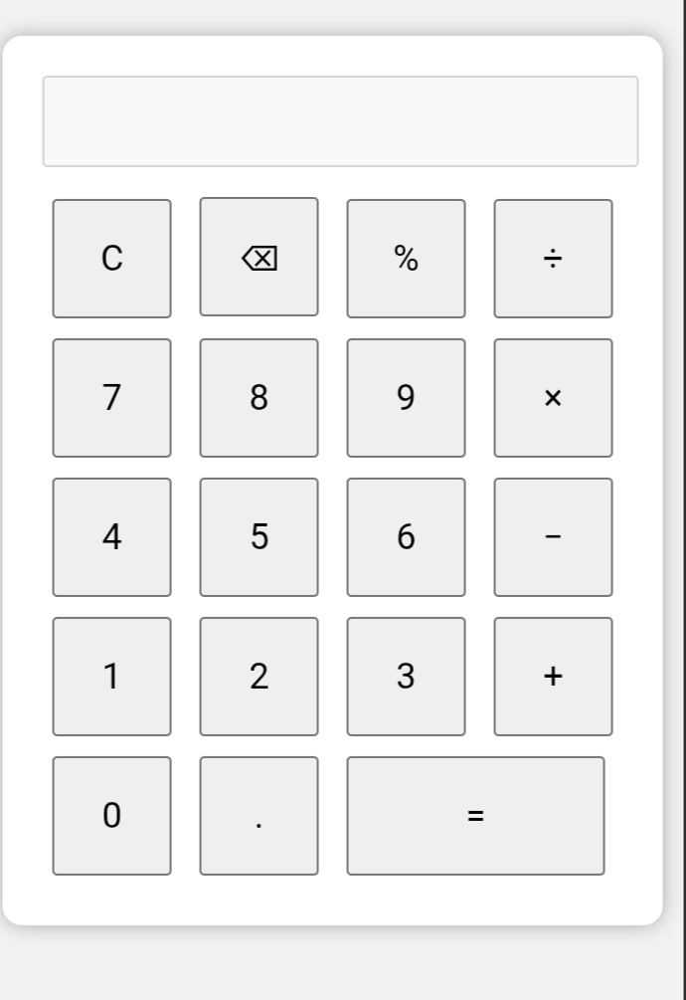 C ⌫ % ÷
7 8 9 ×
4 5 6 −
1 2 3 +
0 . =